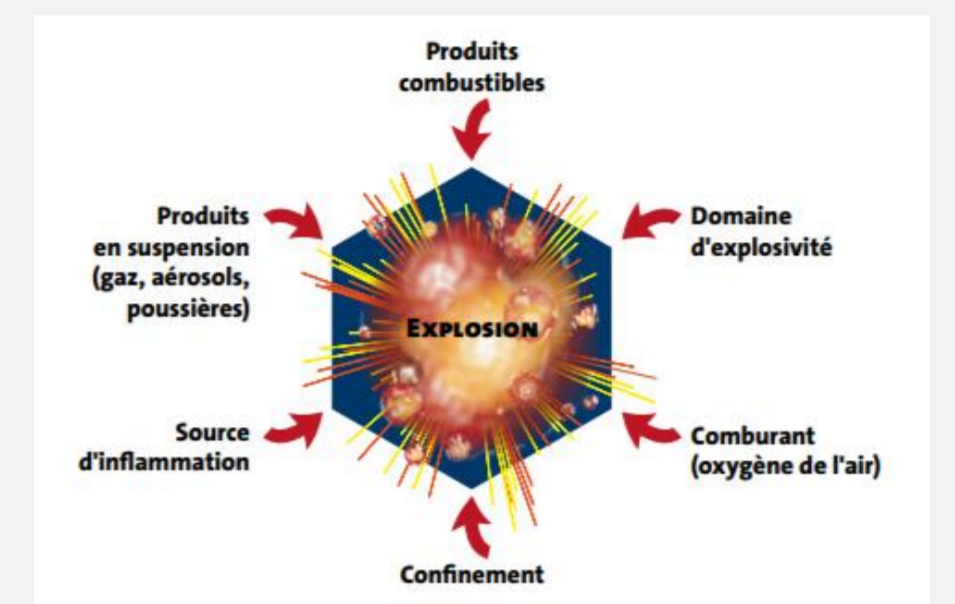 Produits
combustibles
Produits
en suspension
(gaz, aérosols,
poussières)
Domaine
d'explosivité
EXPLOSION
Source
d'inflammation
Comburant
(oxygène de l'air)
Confinement